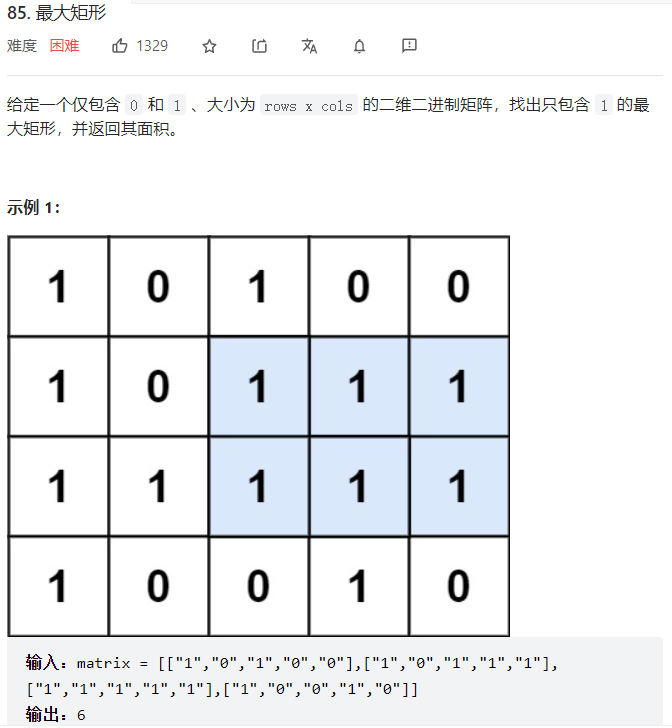 85. 最大矩形
难度 困难 1329
给定一个仅包含 0 和 1 、大小为 rows x cols 的二维二进制矩阵，找出只包含 1 的最
大矩形，并返回其面积。
示例 1：
1 0 1 0 0
1 0 1 1 1
1 1 1 1 1
1 0 0 1 0
输入：matrix = [["1","0","1","0","0"],["1","0","1","1","1"],
["1","1","1","1","1"],["1","0","0","1","0"]]
输出：6